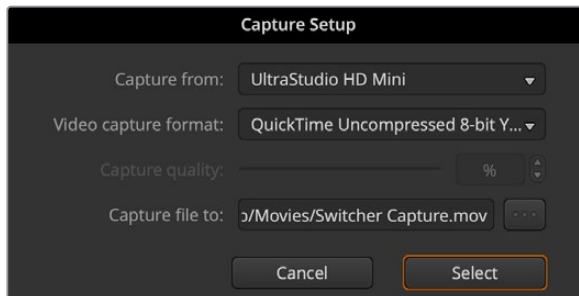 Capture Setup
Capture from: UltraStudio HD Mini
Video capture format: QuickTime Uncompressed 8-bit Y...
Capture quality: %
Capture file to: ɔ/Movies/Switcher Capture.mov ...
Cancel Select